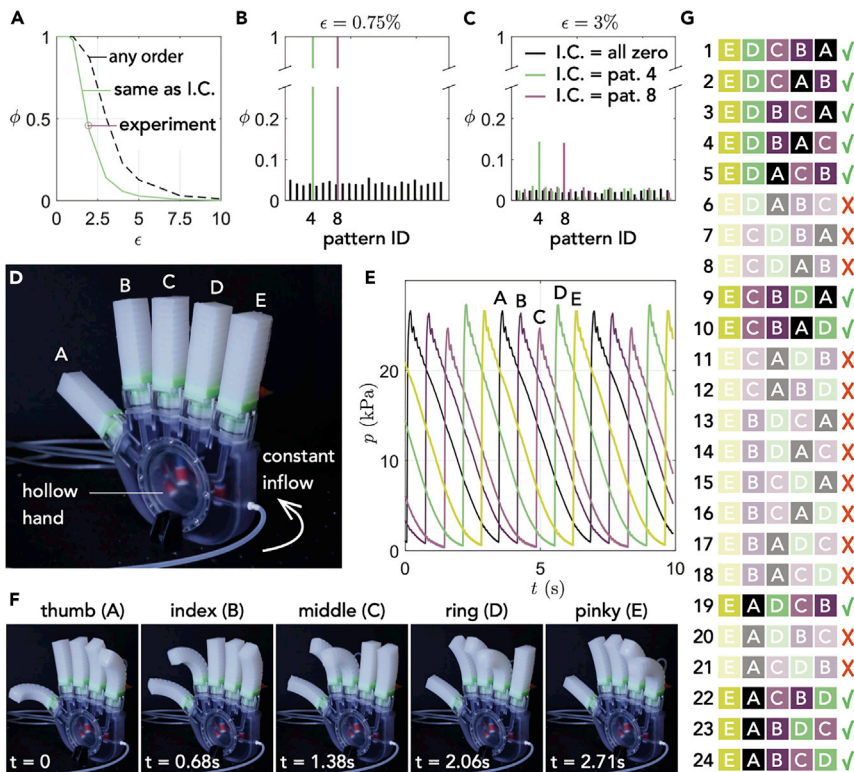 A
1
any order
same as I.C.
ϕ 0.5
experiment
0
0 2.5 5 7.5 10
ϵ
B
ϵ = 0.75%
1
ϕ 0.2
0.1
0
4 8
pattern ID
C
ϵ = 3%
1
I.C. = all zero
I.C. = pat. 4
I.C. = pat. 8
ϕ 0.2
0.1
0
4 8
pattern ID
D
A B C D E
hollow
hand
constant
inflow
E
A B C D E
p (kPa)
20
10
0
0 5 10
t (s)
F
thumb (A) index (B) middle (C) ring (D) pinky (E)
t = 0 t = 0.68s t = 1.38s t = 2.06s t = 2.71s
G
1 E D C B A ✓
2 E D C A B ✓
3 E D B C A ✓
4 E D B A C ✓
5 E D A C B ✓
6 E D A B C X
7 E C D B A X
8 E C D A B X
9 E C B D A ✓
10 E C B A D ✓
11 E C A D B X
12 E C A B D X
13 E B D C A X
14 E B D A C X
15 E B C D A X
16 E B C A D X
17 E B A D C X
18 E B A C D X
19 E A D C B ✓
20 E A D B C X
21 E A C D B X
22 E A C B D ✓
23 E A B D C ✓
24 E A B C D ✓